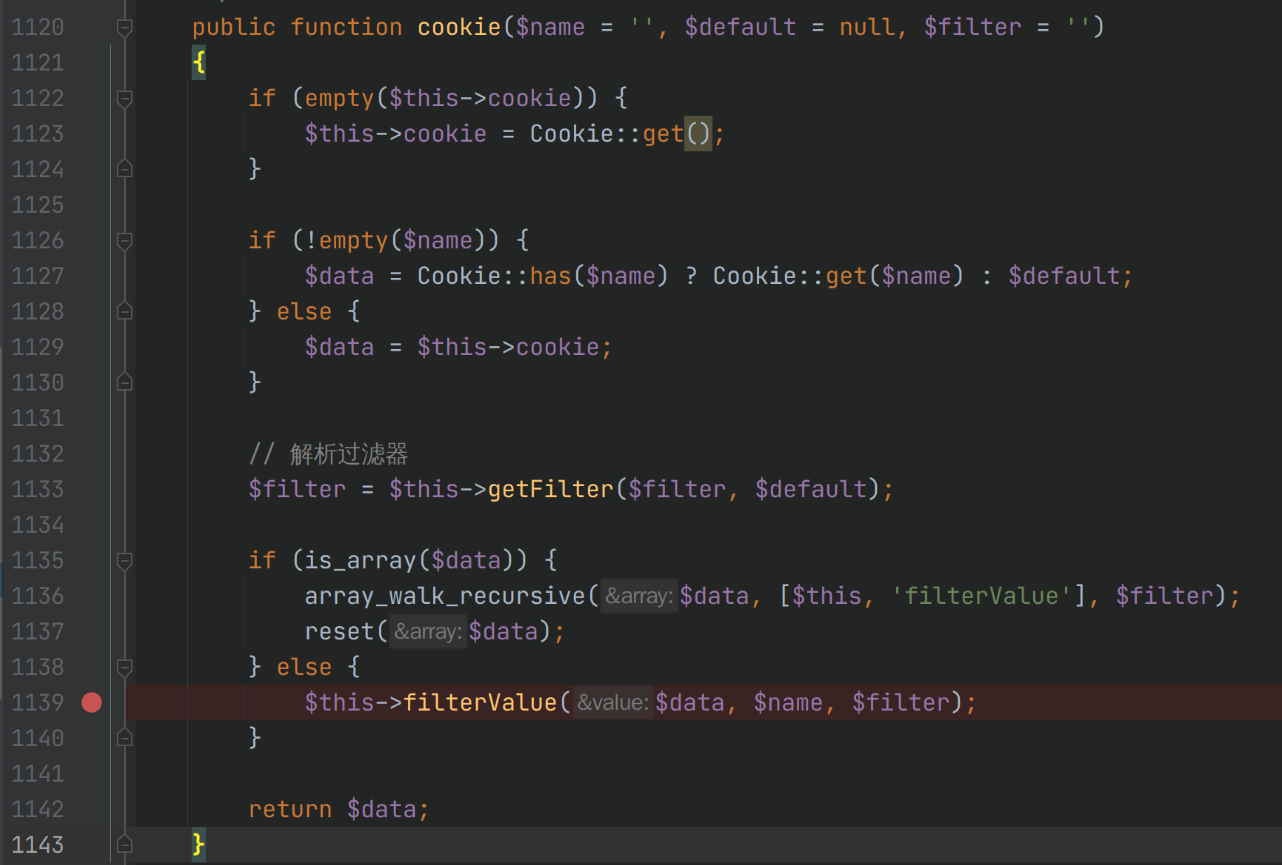 1120 public function cookie($name = '', $default = null, $filter = '')
1121 {
1122 if (empty($this->cookie)) {
1123 $this->cookie = Cookie::get();
1124 }
1125
1126 if (!empty($name)) {
1127 $data = Cookie::has($name) ? Cookie::get($name) : $default;
1128 } else {
1129 $data = $this->cookie;
1130 }
1131
1132 // 解析过滤器
1133 $filter = $this->getFilter($filter, $default);
1134
1135 if (is_array($data)) {
1136 array_walk_recursive( &array: $data, [$this, 'filterValue'], $filter);
1137 reset( &array: $data);
1138 } else {
1139 $this->filterValue( &value: $data, $name, $filter);
1140 }
1141
1142 return $data;
1143 }